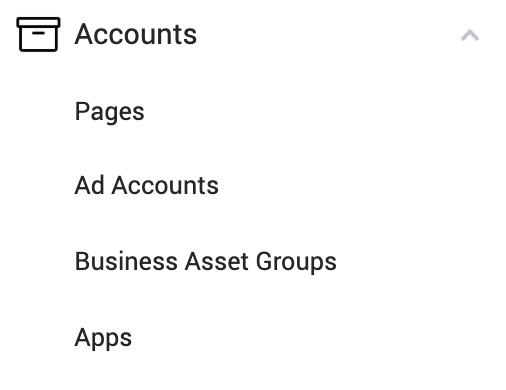 Accounts
Pages
Ad Accounts
Business Asset Groups
Apps